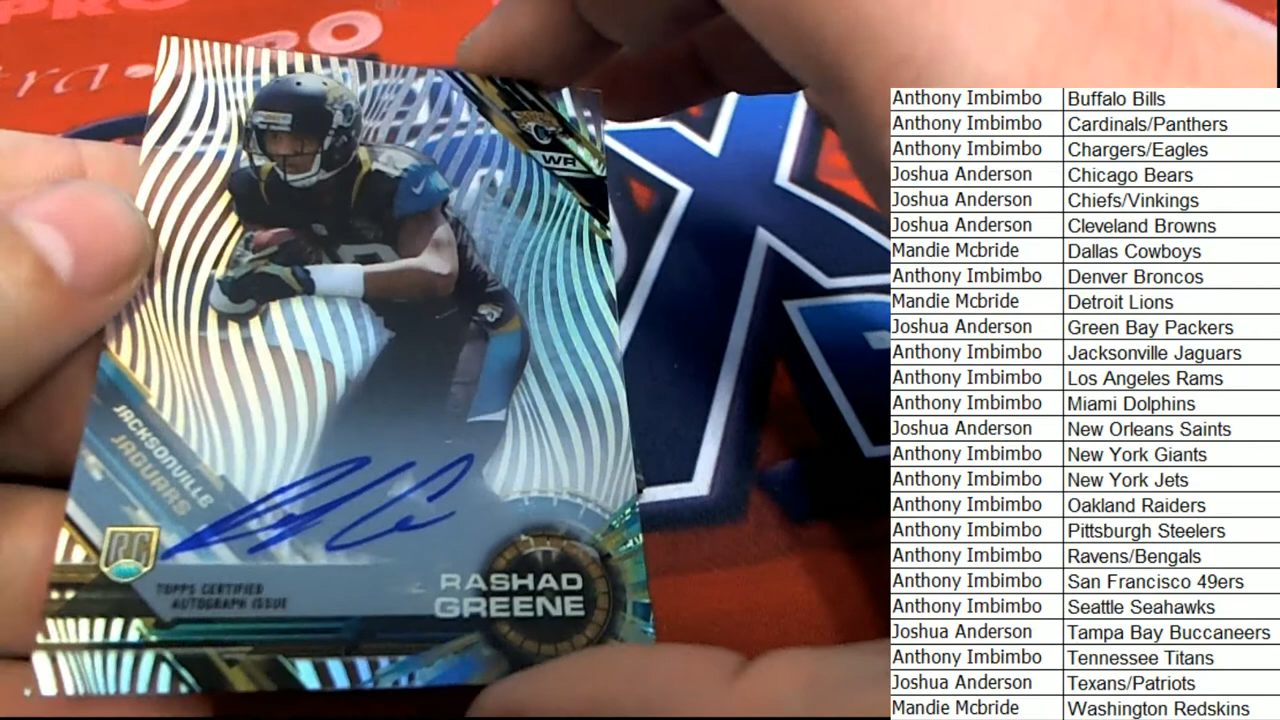 PRO
tra.
RO
WR
JACKSONVILLE
JAGUARS
RC
TOPPS CERTIFIED
AUTOGRAPH ISSUE
RASHAD
GREENE
Anthony Imbimbo Buffalo Bills
Anthony Imbimbo Cardinals/Panthers
Anthony Imbimbo Chargers/Eagles
Joshua Anderson Chicago Bears
Joshua Anderson Chiefs/Vinkings
Joshua Anderson Cleveland Browns
Mandie Mcbride Dallas Cowboys
Anthony Imbimbo Denver Broncos
Mandie Mcbride Detroit Lions
Joshua Anderson Green Bay Packers
Anthony Imbimbo Jacksonville Jaguars
Anthony Imbimbo Los Angeles Rams
Anthony Imbimbo Miami Dolphins
Joshua Anderson New Orleans Saints
Anthony Imbimbo New York Giants
Anthony Imbimbo New York Jets
Anthony Imbimbo Oakland Raiders
Anthony Imbimbo Pittsburgh Steelers
Anthony Imbimbo Ravens/Bengals
Anthony Imbimbo San Francisco 49ers
Anthony Imbimbo Seattle Seahawks
Joshua Anderson Tampa Bay Buccaneers
Anthony Imbimbo Tennessee Titans
Joshua Anderson Texans/Patriots
Mandie Mcbride Washington Redskins